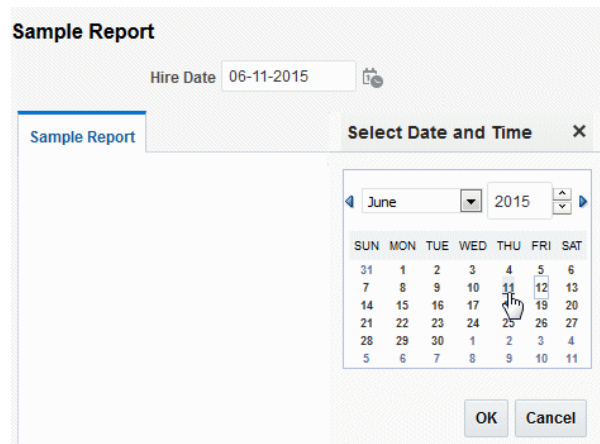 Sample Report
Hire Date 06-11-2015
Sample Report
Select Date and Time
June 2015
SUN MON TUE WED THU FRI SAT
31 1 2 3 4 5 6
7 8 9 10 11 12 13
14 15 16 17 19 20
21 22 23 24 25 26 27
28 29 30 1 2 3 4
5 6 7 8 9 10 11
OK Cancel